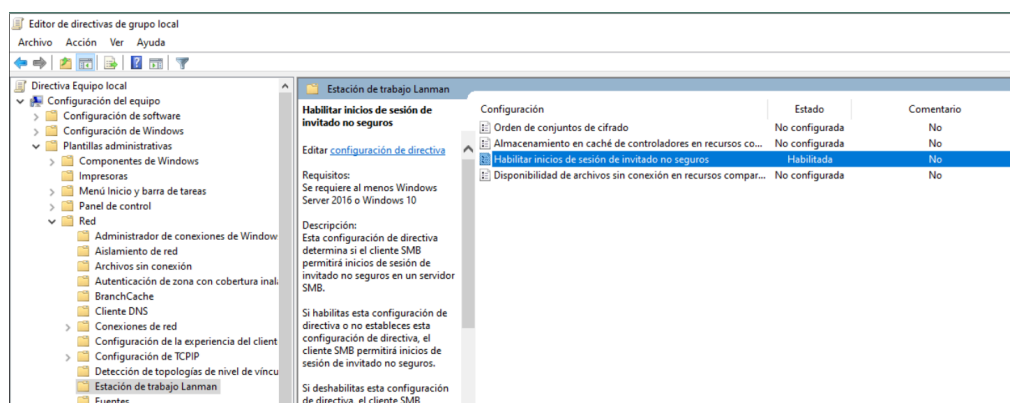 Editor de directivas de grupo local
Archivo Acción Ver Ayuda
Directiva Equipo local
Configuración del equipo
Configuración de software
Configuración de Windows
Plantillas administrativas
Componentes de Windows
Impresoras
Menú Inicio y barra de tareas
Panel de control
Red
Administrador de conexiones de Window
Aislamiento de red
Archivos sin conexión
Autenticación de zona con cobertura inal
BranchCache
Cliente DNS
Conexiones de red
Configuración de la experiencia del client
Configuración de TCPIP
Detección de topologías de nivel de víncu
Estación de trabajo Lanman
Fuentes
Estación de trabajo Lanman
Habilitar inicios de sesión de
invitado no seguros
Editar configuración de directiva
Requisitos:
Se requiere al menos Windows
Server 2016 o Windows 10
Descripción:
Esta configuración de directiva
determina si el cliente SMB
permitirá inicios de sesión de
invitado no seguros en un servidor
SMB.
Si habilitas esta configuración de
directiva o no estableces esta
configuración de directiva, el
cliente SMB permitirá inicios de
sesión de invitado no seguros.
Si deshabilitas esta configuración
de directiva, el cliente SMB
Configuración Estado Comentario
Orden de conjuntos de cifrado No configurada No
Almacenamiento en caché de controladores en recursos co... No configurada No
Habilitar inicios de sesión de invitado no seguros Habilitada No
Disponibilidad de archivos sin conexión en recursos compar... No configurada No